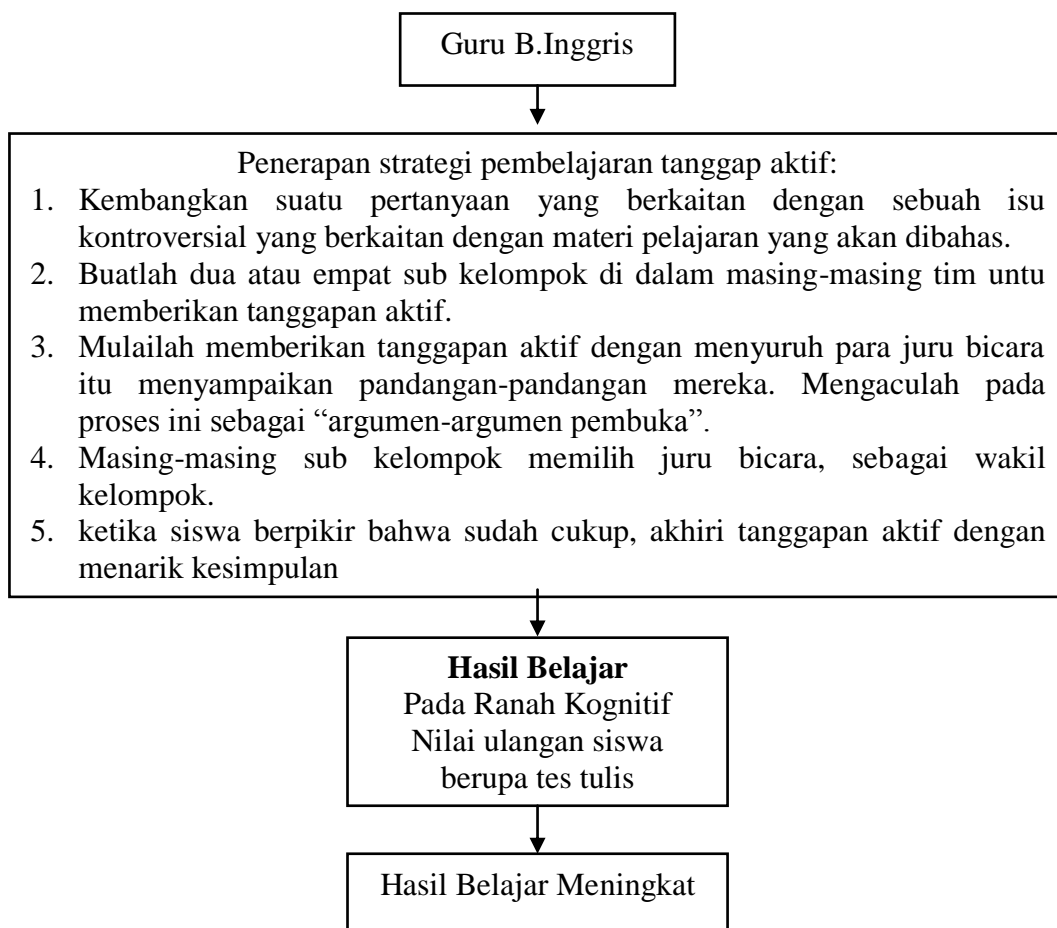 Guru B.Inggris
Penerapan strategi pembelajaran tanggap aktif:
1. Kembangkan suatu pertanyaan yang berkaitan dengan sebuah isu
kontroversial yang berkaitan dengan materi pelajaran yang akan dibahas.
2. Buatlah dua atau empat sub kelompok di dalam masing-masing tim untu
memberikan tanggapan aktif.
3. Mulailah memberikan tanggapan aktif dengan menyuruh para juru bicara
itu menyampaikan pandangan-pandangan mereka. Mengaculah pada
proses ini sebagai “argumen-argumen pembuka”.
4. Masing-masing sub kelompok memilih juru bicara, sebagai wakil
kelompok.
5. ketika siswa berpikir bahwa sudah cukup, akhiri tanggapan aktif dengan
menarik kesimpulan
Hasil Belajar
Pada Ranah Kognitif
Nilai ulangan siswa
berupa tes tulis
Hasil Belajar Meningkat